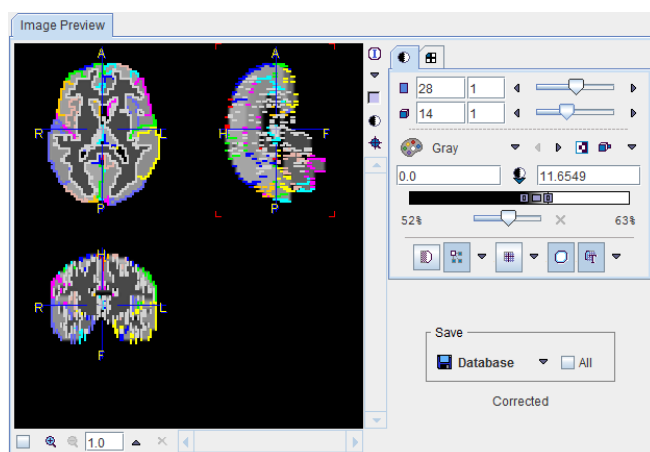 Image Preview
A
A
R
L
H
F
P
P
H
R
L
F
1.0
28
1
14
1
Gray
0.0
11.6549
52%
63%
Save
Database
All
Corrected